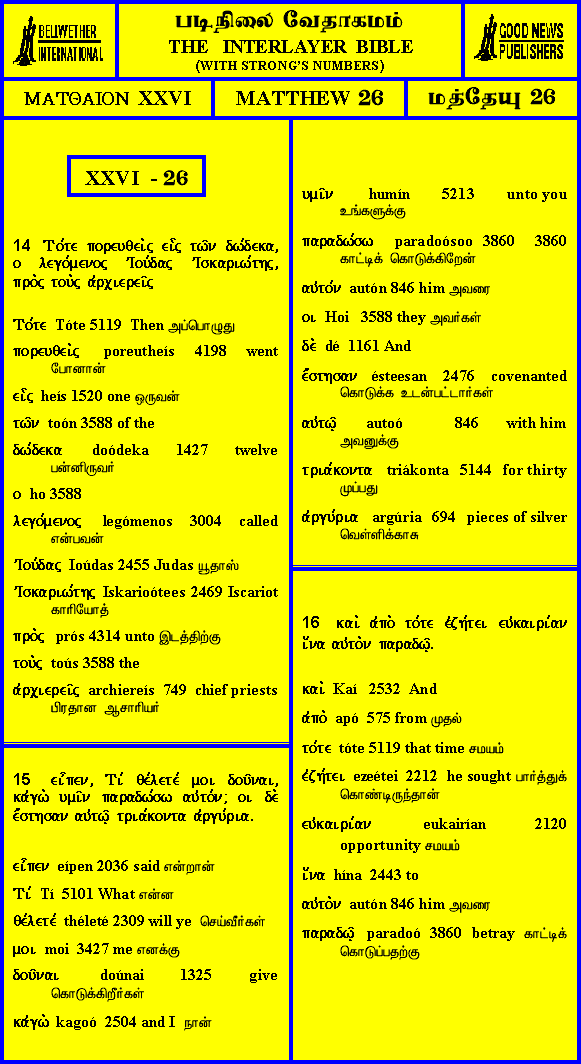 BELLWETHER
INTERNATIONAL
படிநிலை வேதாகமம்
THE INTERLAYER BIBLE
(WITH STRONG'S NUMBERS)
GOOD NEWS
PUBLISHERS
ΜΑΤΘΑΙΟΝ XXVI
MATTHEW 26
மத்தேயு 26
XXVI - 26
14 Τότε πορευθεὶς εἷς τῶν δώδεκα,
ο λεγόμενος Ἰούδας Ἰσκαριώτης,
πρὸς τοὺς ἀρχιερεῖς
Τότε Tóte 5119 Then அப்பொழுது
πορευθεὶς poreutheís 4198 went
போனான்
εἷς heís 1520 one ஒருவன்
τῶν toón 3588 of the
δώδεκα doódeka 1427 twelve
பன்னிருவர்
ο ho 3588
λεγόμενος legómenos 3004 called
என்பவன்
Ἰούδας Ioúdas 2455 Judas யூதாஸ்
Ἰσκαριώτης Iskarioótees 2469 Iscariot
காரியோத்
πρὸς prós 4314 unto இடத்திற்கு
τοὺς toús 3588 the
ἀρχιερεῖς archiereís 749 chief priests
பிரதான ஆசாரியர்
15 εἶπεν, Τί θέλετέ μοι δοῦναι,
κἀγὼ υμῖν παραδώσω αὐτόν; οι δὲ
ἔστησαν αὐτῷ τριάκοντα ἀργύρια.
εἶπεν eípen 2036 said என்றான்
Τί Tí 5101 What என்ன
θέλετέ théleté 2309 will ye செய்வீர்கள்
μοι moi 3427 me எனக்கு
δοῦναι doúnai 1325 give
கொடுக்கிறீர்கள்
κἀγὼ kagoó 2504 and I நான்
υμῖν humín 5213 unto you
உங்களுக்கு
παραδώσω paradoósoo 3860 3860
காட்டிக் கொடுக்கிறேன்
αὐτόν autón 846 him அவரை
οι Hoi 3588 they அவர்கள்
δὲ dé 1161 And
ἔστησαν ésteesan 2476 covenanted
கொடுக்க உடன்பட்டார்கள்
αὐτῷ autoó 846 with him
அவனுக்கு
τριάκοντα triákonta 5144 for thirty
முப்பது
ἀργύρια argúria 694 pieces of silver
வெள்ளிக்காசு
16 καὶ ἀπὸ τότε ἐζήτει εὐκαιρίαν
ἵνα αὐτὸν παραδῷ.
καὶ Kaí 2532 And
ἀπὸ apó 575 from முதல்
τότε tóte 5119 that time சமயம்
ἐζήτει ezeétei 2212 he sought பார்த்துக்
கொண்டிருந்தான்
εὐκαιρίαν eukairían 2120
opportunity சமயம்
ἵνα hína 2443 to
αὐτὸν autón 846 him அவரை
παραδῷ paradoó 3860 betray காட்டிக்
கொடுப்பதற்கு